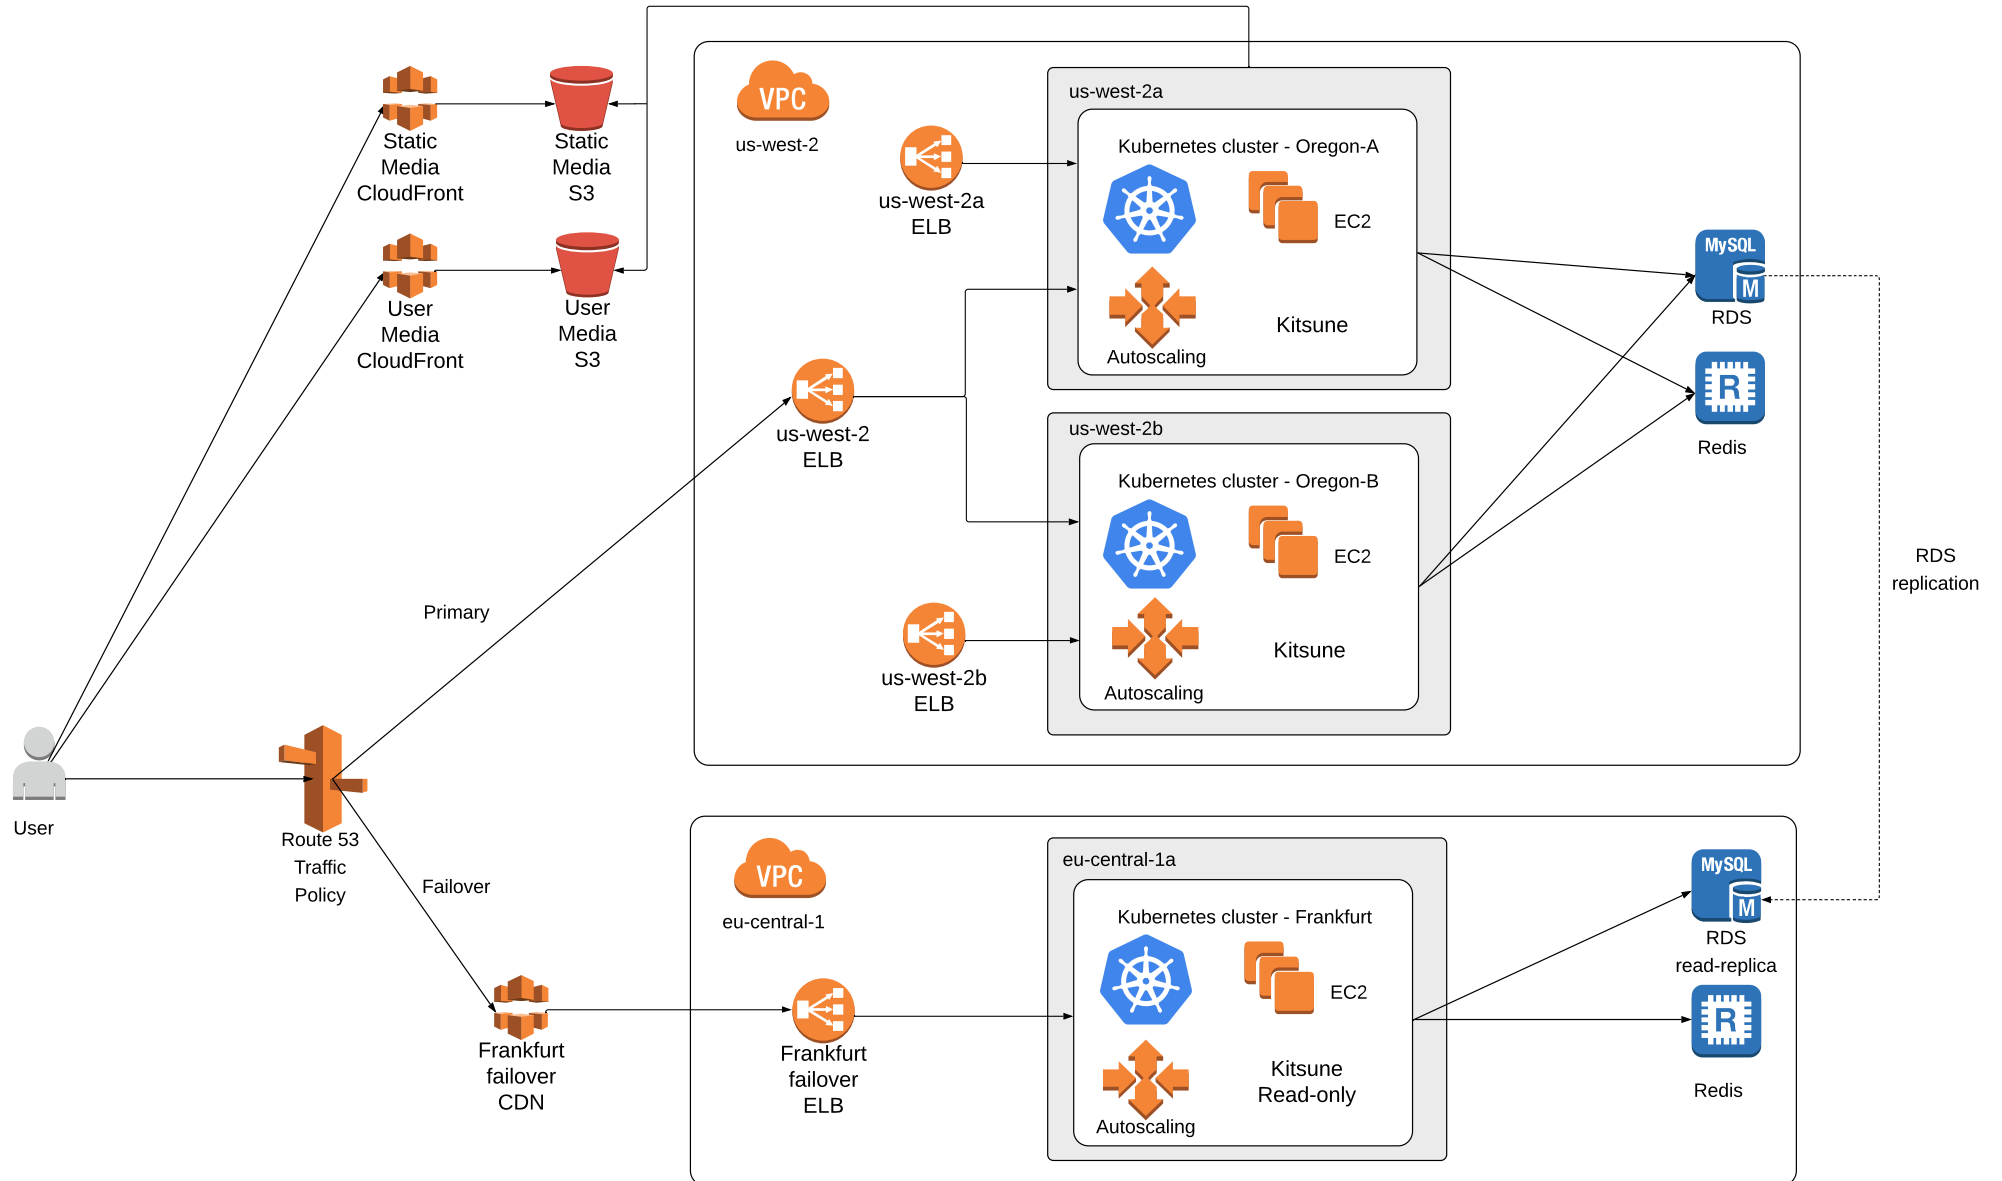 Static
Media
CloudFront
Static
Media
S3
User
Media
CloudFront
User
Media
S3
VPC
us-west-2
us-west-2a
ELB
us-west-2
ELB
us-west-2b
ELB
us-west-2a
Kubernetes cluster - Oregon-A
EC2
Autoscaling
Kitsune
us-west-2b
Kubernetes cluster - Oregon-B
EC2
Autoscaling
Kitsune
MySQL
M
RDS
R
Redis
RDS
replication
Primary
User
Route 53
Traffic
Policy
Failover
Frankfurt
failover
CDN
VPC
eu-central-1
Frankfurt
failover
ELB
eu-central-1a
Kubernetes cluster - Frankfurt
EC2
Autoscaling
Kitsune
Read-only
MySQL
M
RDS
read-replica
R
Redis